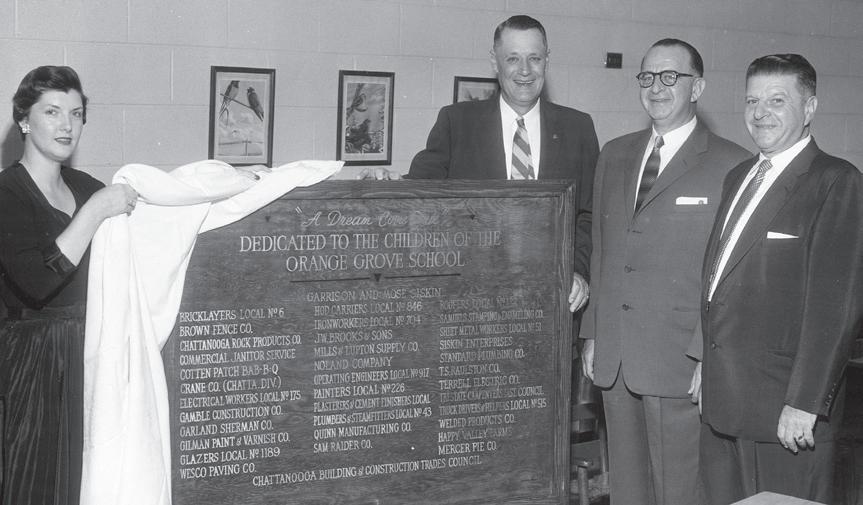 "A Dream Come True"
DEDICATED TO THE CHILDREN OF THE
ORANGE GROVE SCHOOL
GARRISON AND MOSE SISKIN
BRICKLAYERS LOCAL Nº 6
BROWN FENCE CO.
CHATTANOOGA ROCK PRODUCTS CO.
COMMERCIAL JANITOR SERVICE
COTTEN PATCH BAR-B-Q
CRANE CO. (CHATTA. DIV.)
ELECTRICAL WORKERS LOCAL Nº 175
GAMBLE CONSTRUCTION CO.
GARLAND SHERMAN CO.
GILMAN PAINT & VARNISH CO.
GLAZERS LOCAL Nº 1189
WESCO PAVING CO.
HOD CARRIERS LOCAL Nº 846
IRONWORKERS LOCAL Nº 704
J.W. BROOKS & SONS
MILLS & LUPTON SUPPLY CO.
NOLAND COMPANY
OPERATING ENGINEERS LOCAL Nº 917
PAINTERS LOCAL Nº 226
PLASTERERS & CEMENT FINISHERS LOCAL
PLUMBERS & STEAMFITTERS LOCAL Nº 43
QUINN MANUFACTURING CO.
SAM RAIDER CO.
ROOFERS LOCAL
SAMUEL STAMPING & ENAMELING CO.
SHEET METAL WORKERS LOCAL Nº 51
SISKIN ENTERPRISES
STANDARD PLUMBING CO.
T.S. RAULSTON CO.
TERRELL ELECTRIC CO.
TRI-STATE CARPENTERS DIST. COUNCIL
TRUCK DRIVERS & HELPERS LOCAL Nº 515
WELDED PRODUCTS CO.
HAPPY VALLEY FARMS
MERCER PIE CO.
CHATTANOOGA BUILDING & CONSTRUCTION TRADES COUNCIL